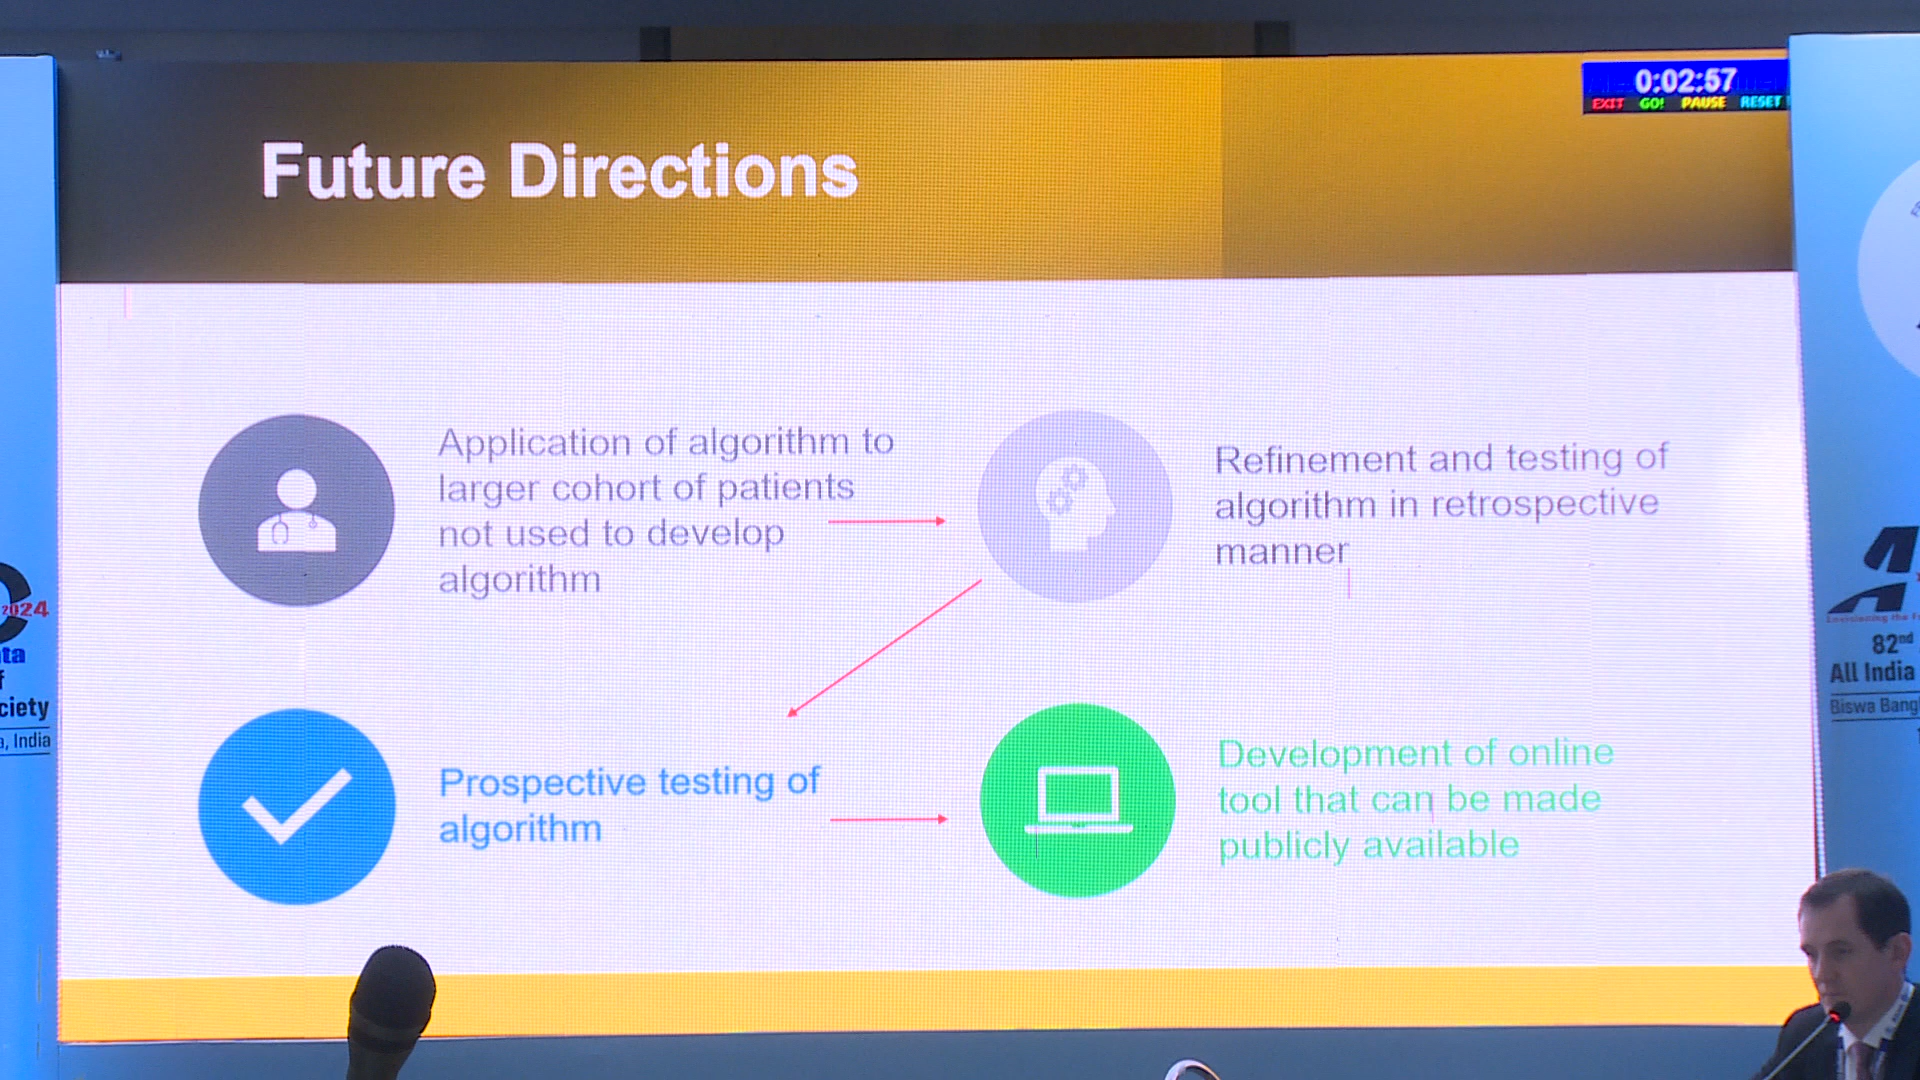 0:02:57
EXIT GO! PAUSE RESET
Future Directions
Application of algorithm to
larger cohort of patients
not used to develop
algorithm
Refinement and testing of
algorithm in retrospective
manner
Prospective testing of
algorithm
Development of online
tool that can be made
publicly available
2024
ta
f
ciety
a, India
82nd
All India
Biswa Bang